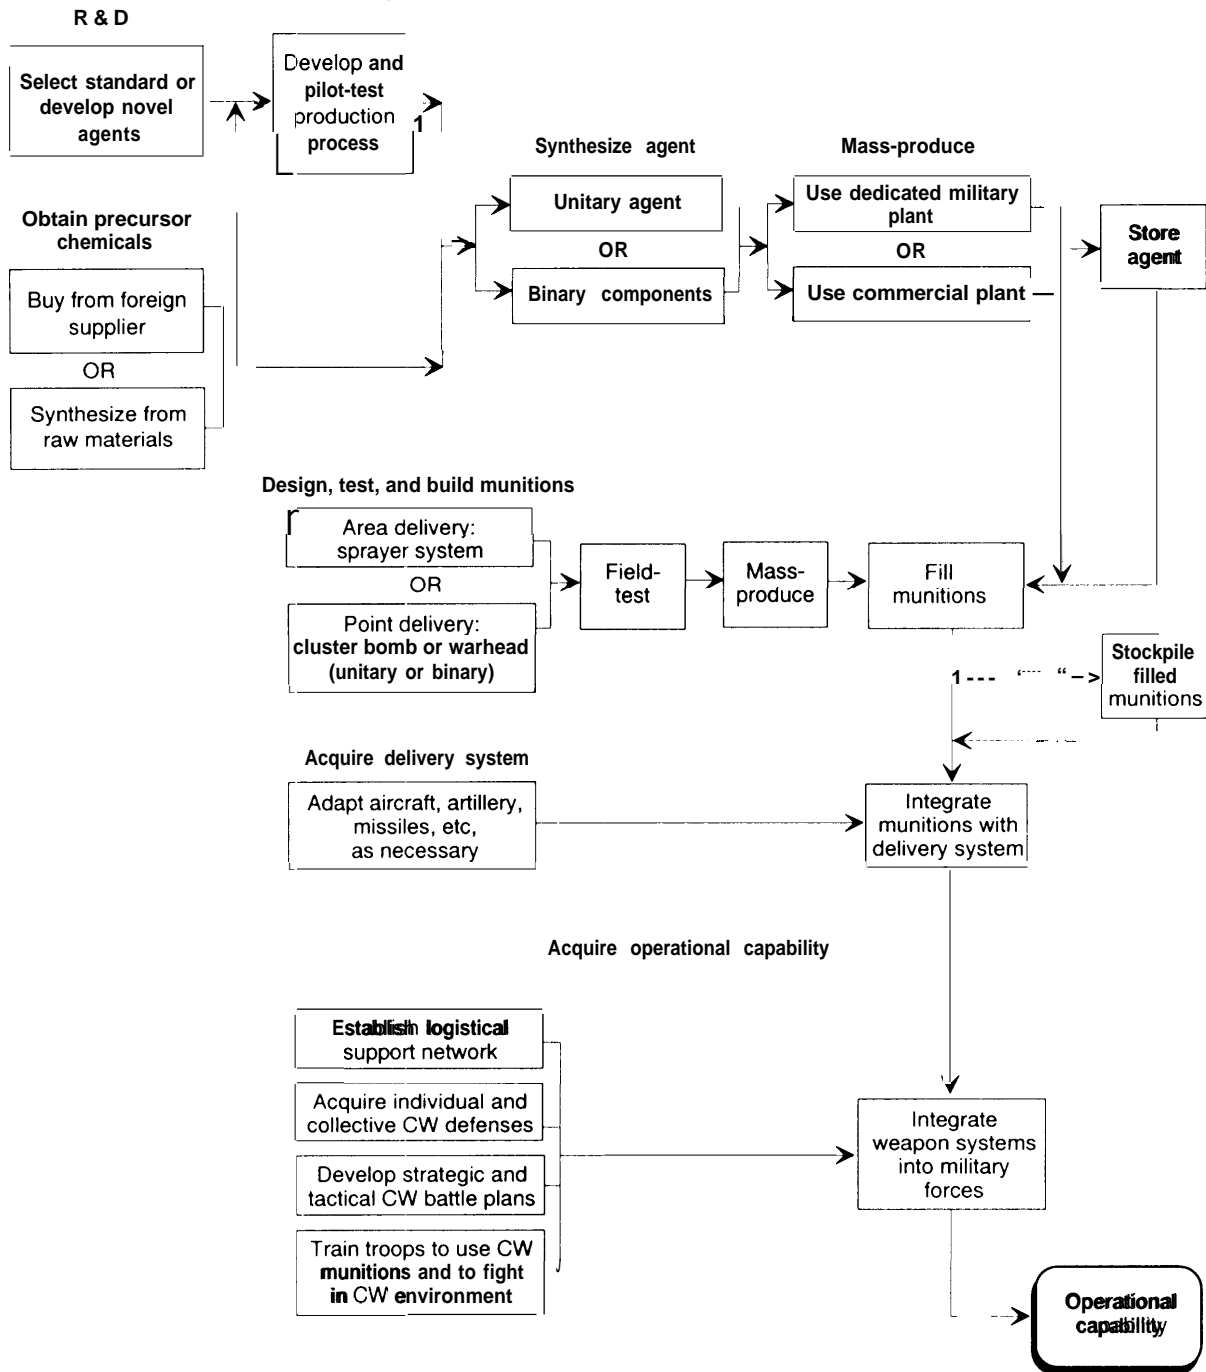 R & D
Select standard or
develop novel
agents
Develop and
pilot-test
production
process
1
Obtain precursor
chemicals
Buy from foreign
supplier
OR
Synthesize from
raw materials
Synthesize agent
Unitary agent
OR
Binary components
Mass-produce
Use dedicated military
plant
OR
Use commercial plant —
Store
agent
Design, test, and build munitions
r
Area delivery:
sprayer system
OR
Point delivery:
cluster bomb or warhead
(unitary or binary)
Field-
test
Mass-
produce
Fill
munitions
1--- ‘---- “–>
Stockpile
filled
munitions
Acquire delivery system
Adapt aircraft, artillery,
missiles, etc,
as necessary
Integrate
munitions with
delivery system
Acquire operational capability
Establish logistical
support network
Acquire individual and
collective CW defenses
Develop strategic and
tactical CW battle plans
Train troops to use CW
munitions and to fight
in CW environment
Integrate
weapon systems
into military
forces
Operational
capability